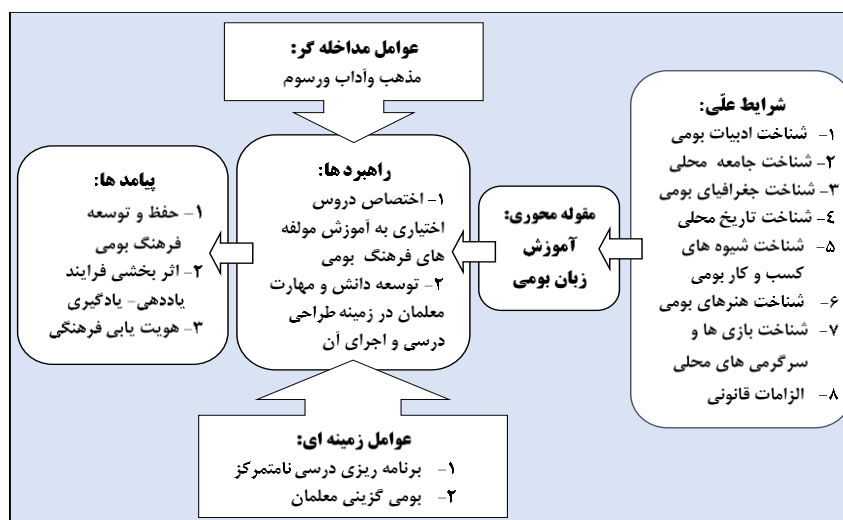 عوامل مداخله گر:
مذهب وآداب ورسوم
شرایط علّی:
۱- شناخت ادبیات بومی
۲- شناخت جامعه محلی
۳- شناخت جغرافیای بومی
٤- شناخت تاریخ محلی
۵- شناخت شیوه های
کسب و کار بومی
۶- شناخت هنرهای بومی
۷- شناخت بازی ها و
سرگرمی های محلی
۸- الزامات قانونی
مقوله محوری:
آموزش
زبان بومی
راهبرد ها:
۱- اختصاص دروس
اختیاری به آموزش مولفه
های فرهنگ بومی
۲- توسعه دانش و مهارت
معلمان در زمینه طراحی
درسی و اجرای آن
پیامد ها:
۱- حفظ و توسعه
فرهنگ بومی
۲- اثر بخشی فرایند
یاددهی- یادگیری
۳- هویت یابی فرهنگی
عوامل زمینه ای:
۱- برنامه ریزی درسی نامتمرکز
۲- بومی گزینی معلمان